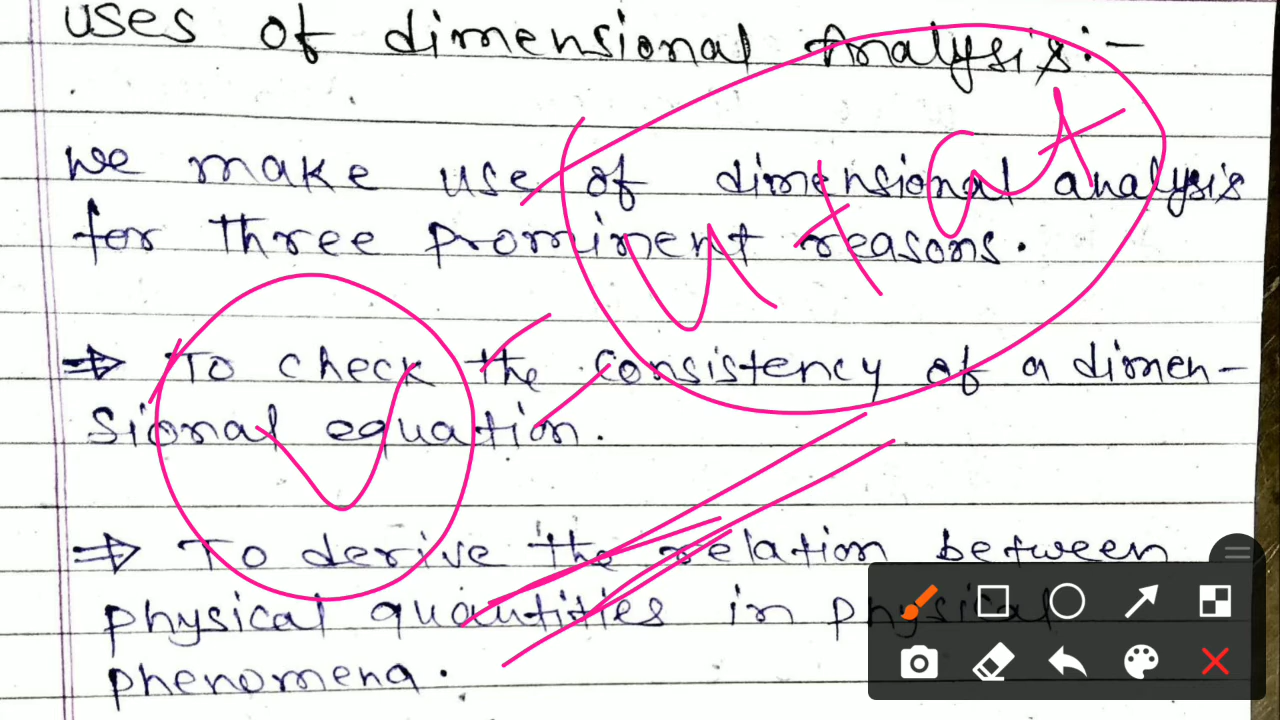 uses of dimensional Analysis:-
we make use of dimensional analysis
for three prominent reasons.
⇒ To check the consistency of a dimen-
sional equation.
⇒ To derive the relation between
physical quantities in physical
phenomena.
u + at